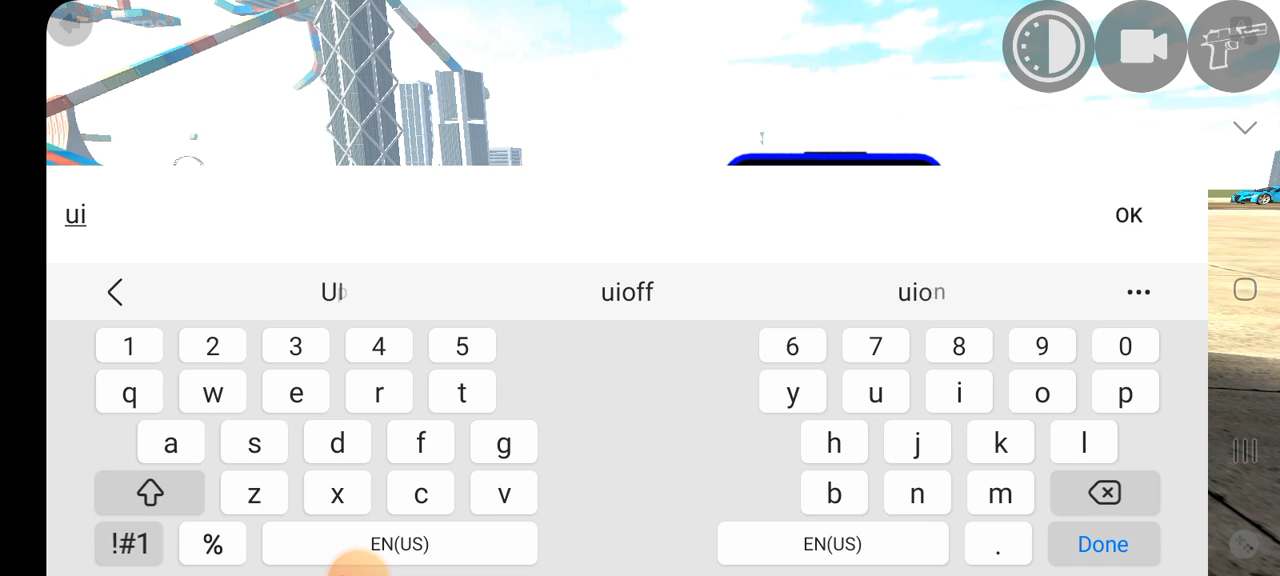 ui
OK
UI uioff uion
1 2 3 4 5 6 7 8 9 0
q w e r t y u i o p
a s d f g h j k l
z x c v b n m
!#1 % EN(US) EN(US) . Done